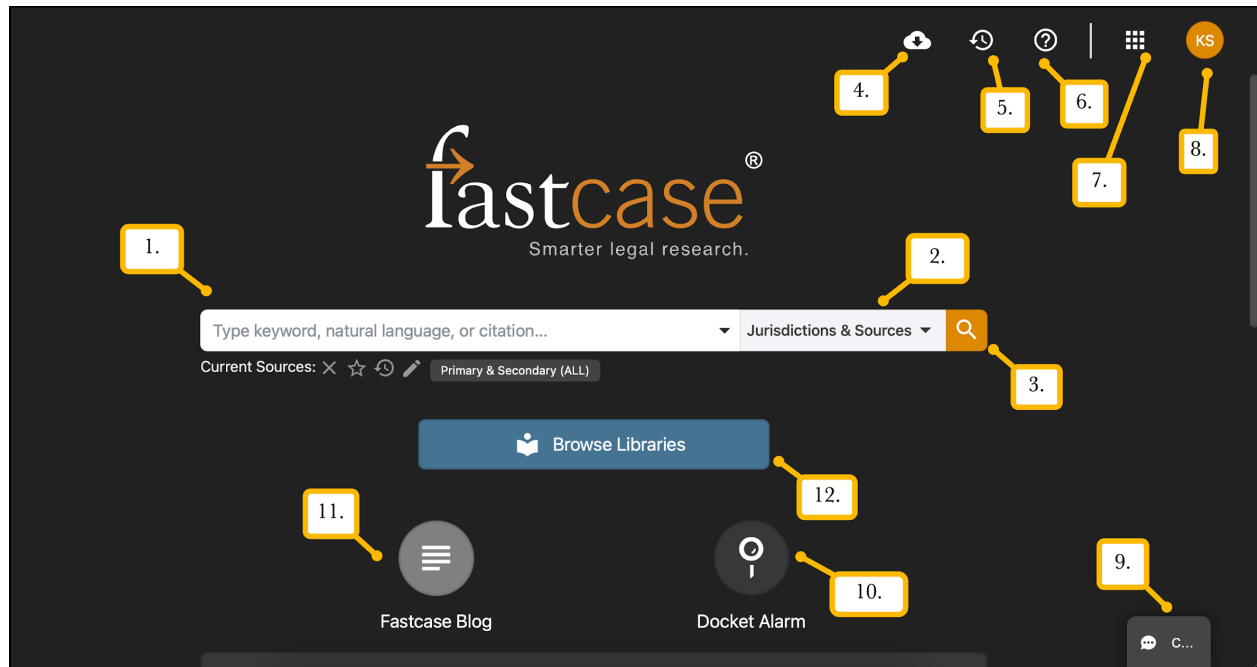 KS
4.
5.
6.
7.
8.
fastcase®
Smarter legal research.
1.
2.
Type keyword, natural language, or citation...
Jurisdictions & Sources
Current Sources:
Primary & Secondary (ALL)
3.
Browse Libraries
12.
11.
Fastcase Blog
10.
Docket Alarm
9.
C...